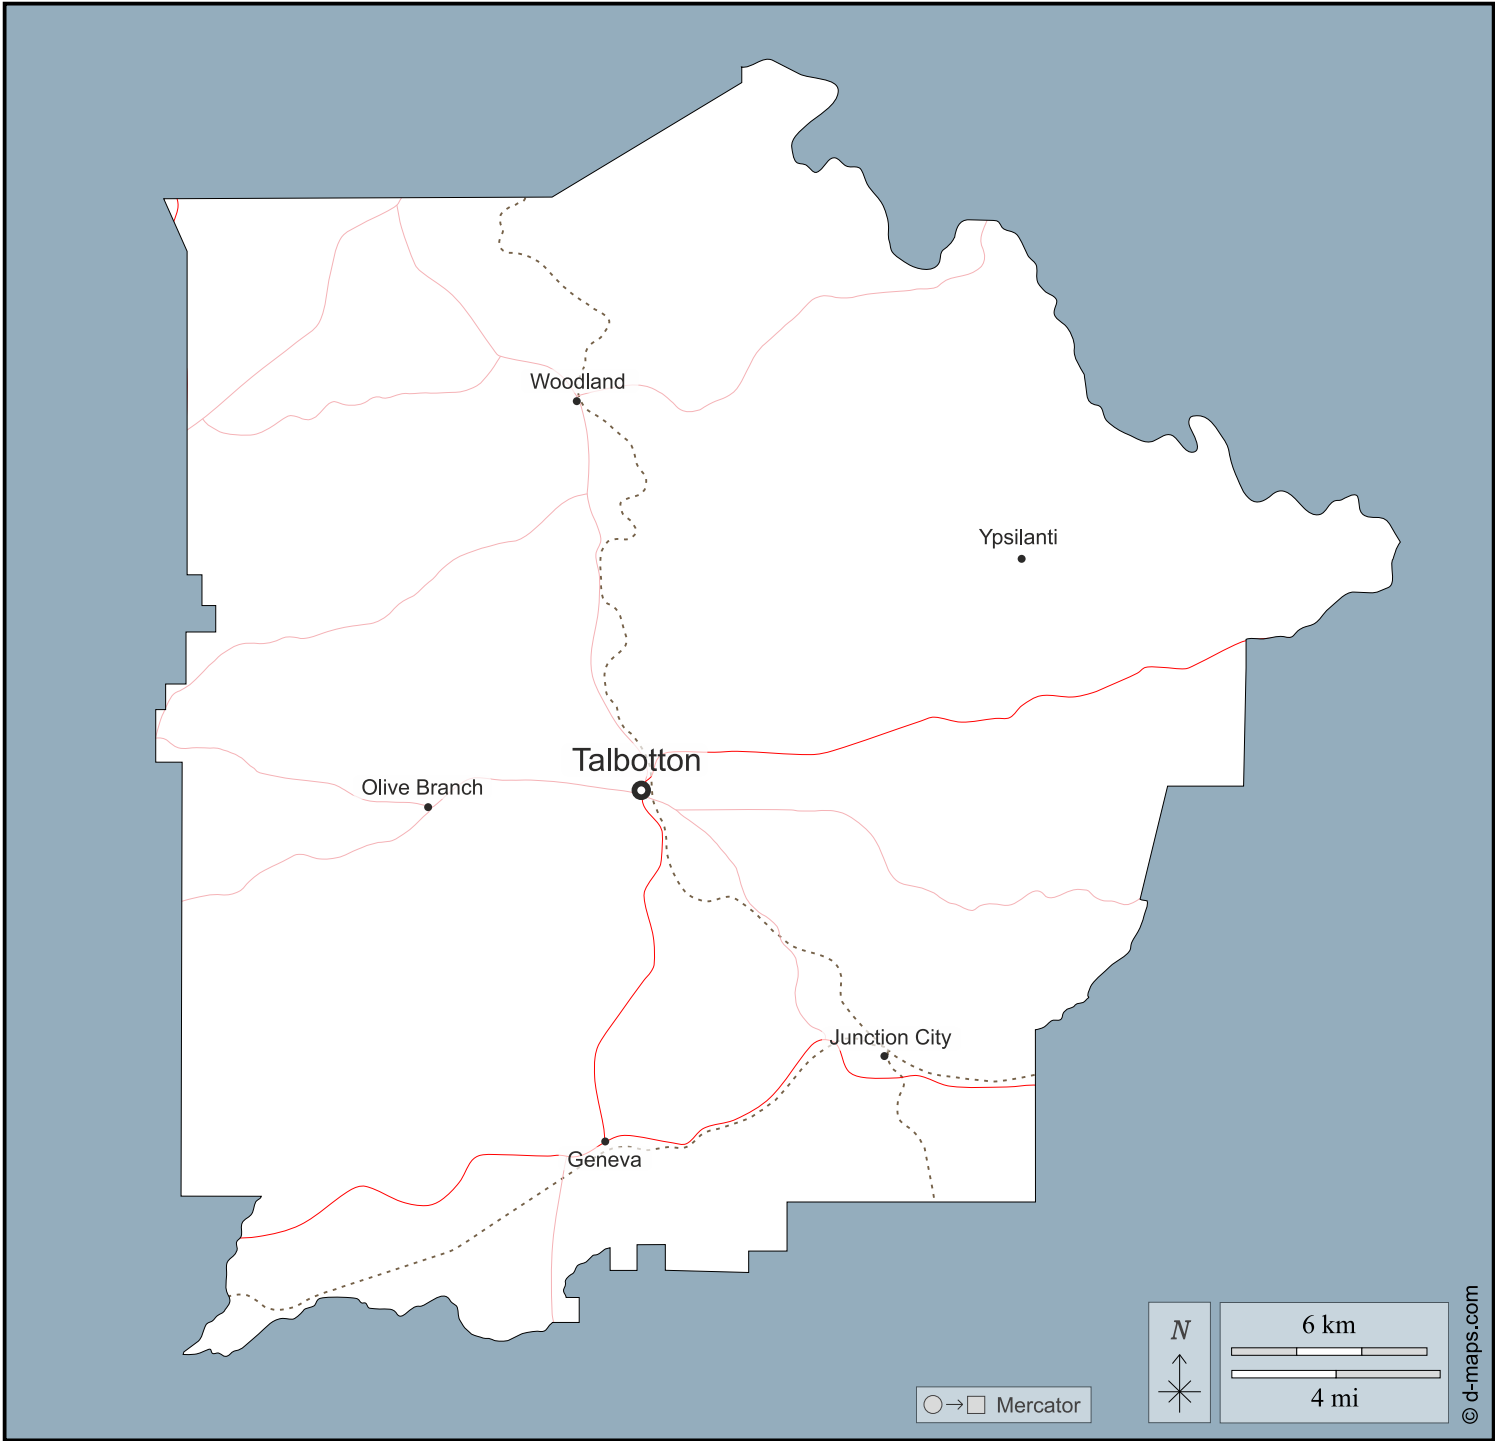 Woodland
Ypsilanti
Talbotton
Olive Branch
Junction City
Geneva
N
6 km
4 mi
Mercator
© d-maps.com